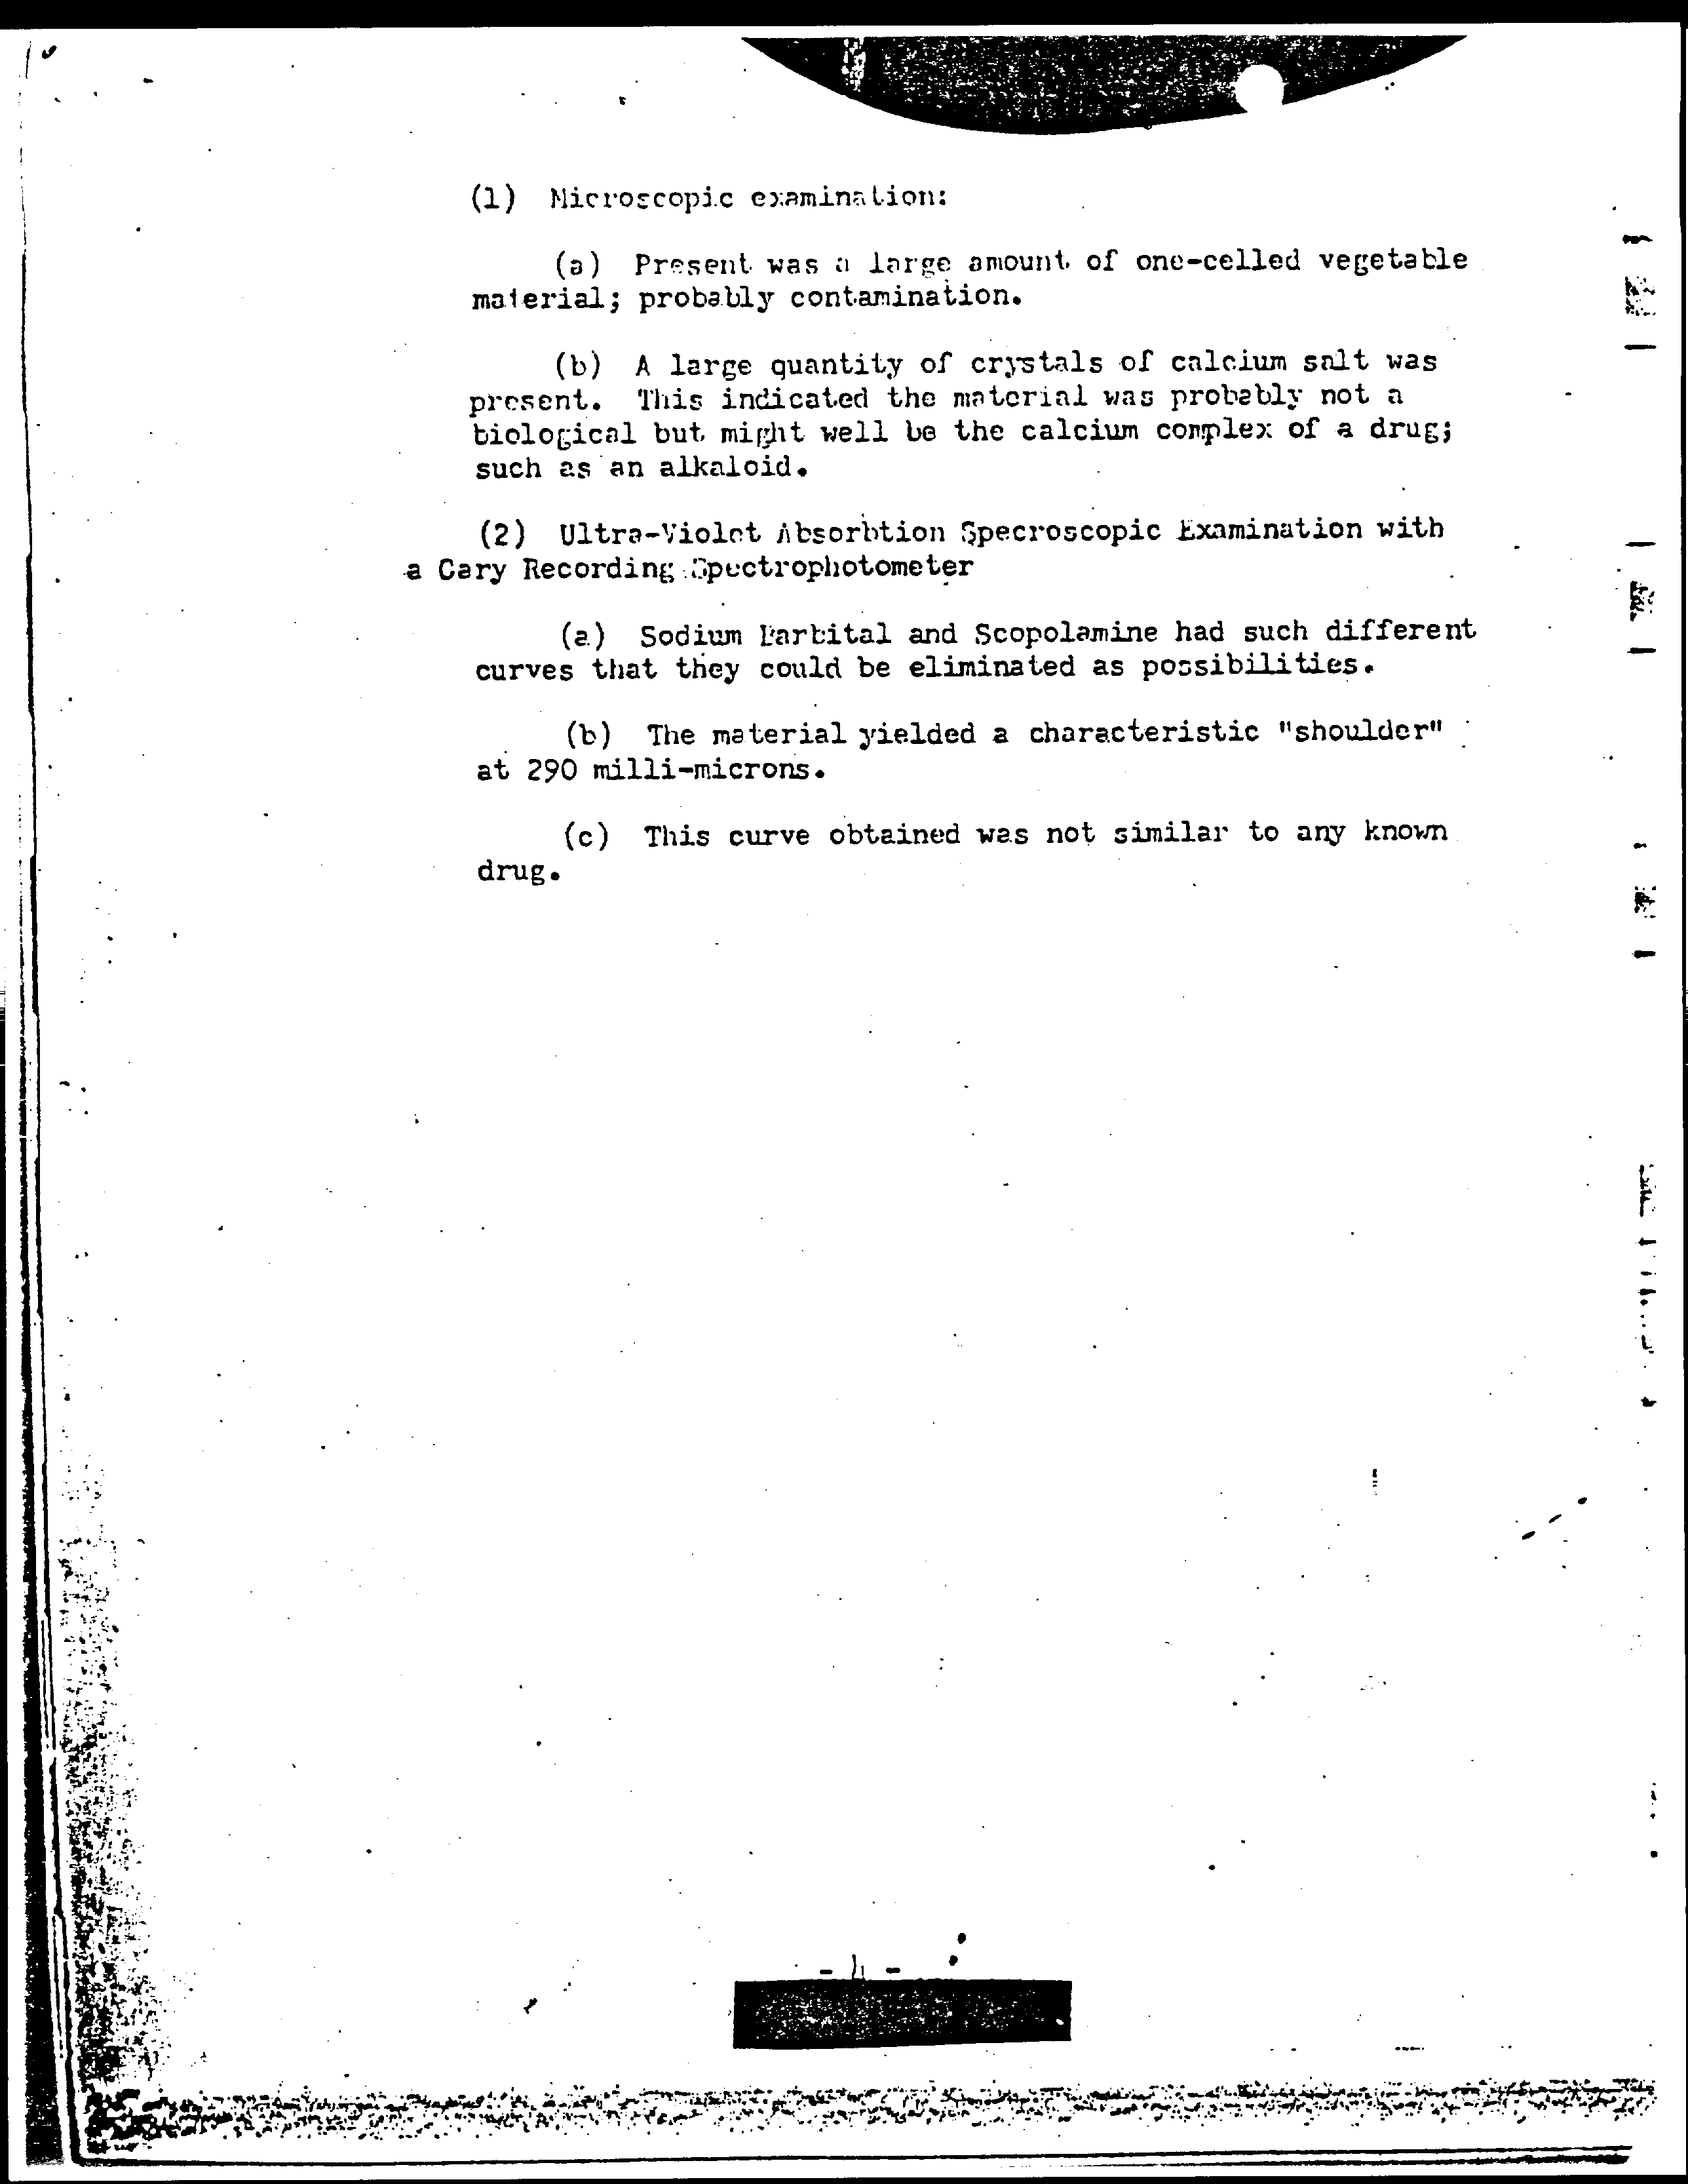 (1) Microscopic examination:
(a) Present was a large amount of one-celled vegetable
material; probably contamination.
(b) A large quantity of crystals of calcium salt was
present. This indicated the material was probably not a
biological but might well be the calcium complex of a drug;
such as an alkaloid.
(2) Ultra-Violet Absorbtion Specroscopic Examination with
a Cary Recording Spectrophotometer
(a) Sodium Barbital and Scopolamine had such different
curves that they could be eliminated as possibilities.
(b) The material yielded a characteristic "shoulder"
at 290 milli-microns.
(c) This curve obtained was not similar to any known
drug.
- 4 -